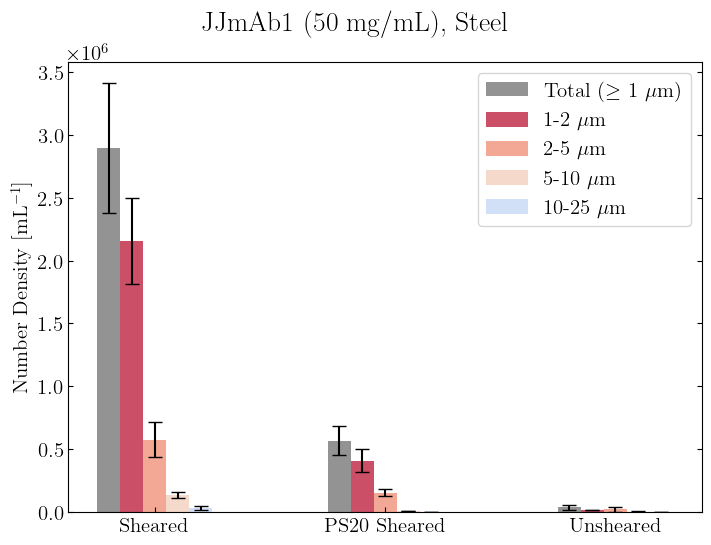 JJmAb1 (50 mg/mL), Steel
×10⁶
3.5
3.0
2.5
2.0
1.5
1.0
0.5
0.0
Number Density [mL⁻¹]
Total (≥ 1 μm)
1-2 μm
2-5 μm
5-10 μm
10-25 μm
Sheared
PS20 Sheared
Unsheared